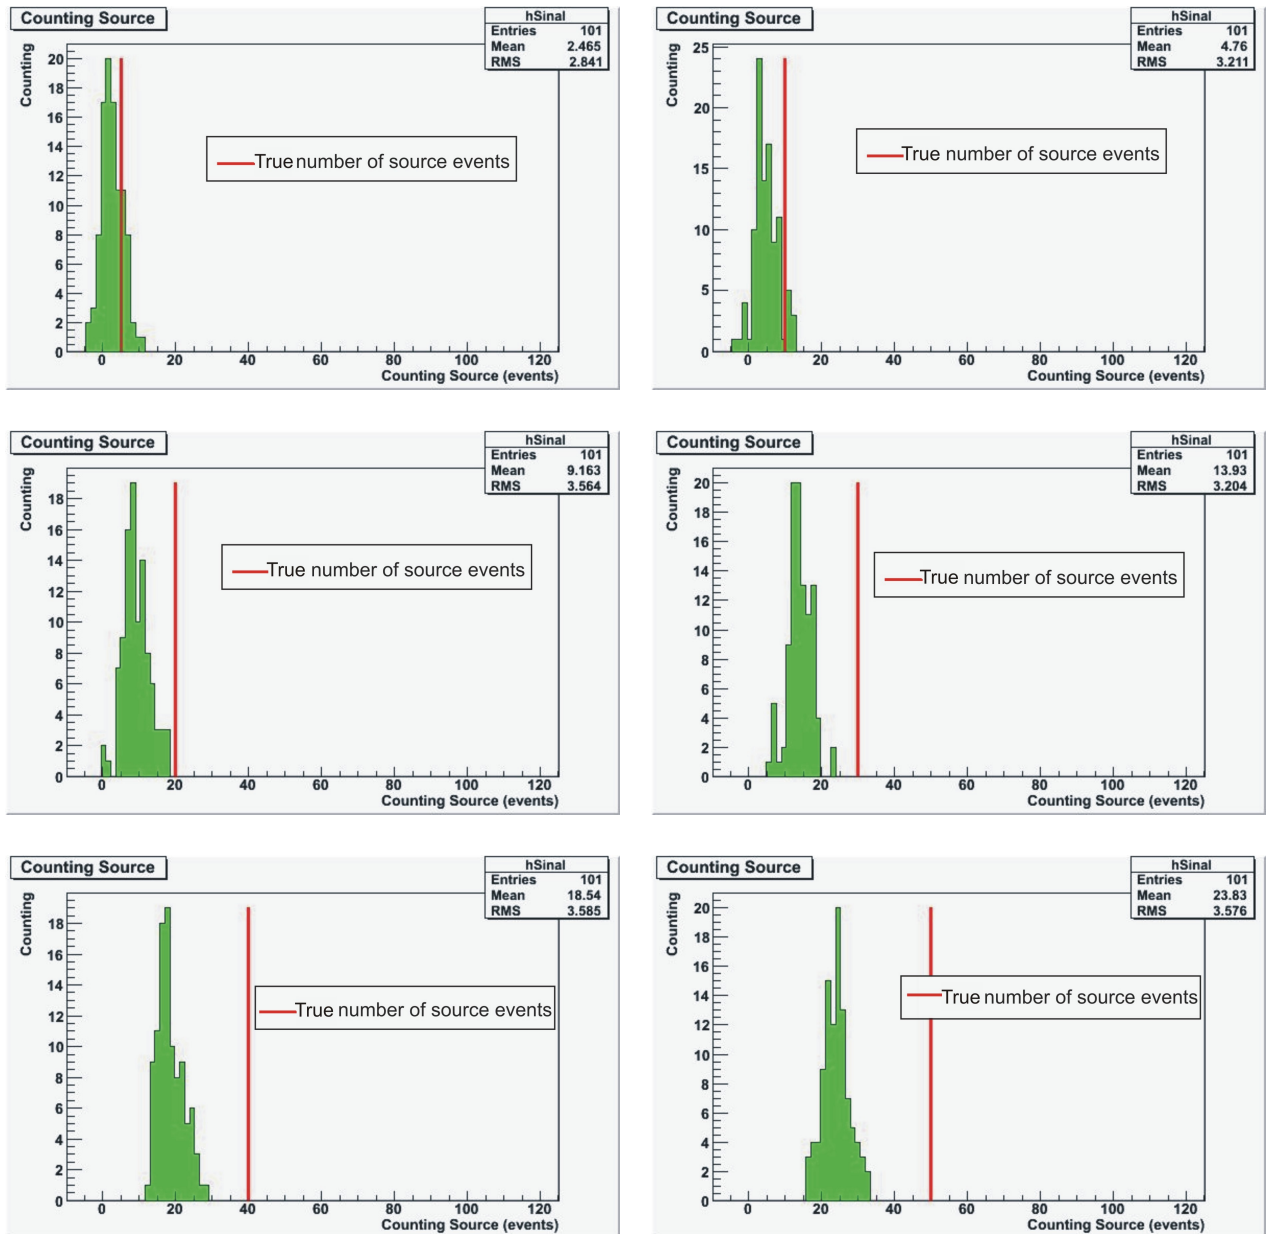 Counting Source
hSinal
Entries 101
Mean 2.465
RMS 2.841
Counting
20
18
16
14
12
10
8
6
4
2
0
True number of source events
0 20 40 60 80 100 120
Counting Source (events)
Counting Source
hSinal
Entries 101
Mean 4.76
RMS 3.211
Counting
25
20
15
10
5
0
True number of source events
0 20 40 60 80 100 120
Counting Source (events)
Counting Source
hSinal
Entries 101
Mean 9.163
RMS 3.564
Counting
18
16
14
12
10
8
6
4
2
0
True number of source events
0 20 40 60 80 100 120
Counting Source (events)
Counting Source
hSinal
Entries 101
Mean 13.93
RMS 3.204
Counting
20
18
16
14
12
10
8
6
4
2
0
True number of source events
0 20 40 60 80 100 120
Counting Source (events)
Counting Source
hSinal
Entries 101
Mean 18.54
RMS 3.585
Counting
18
16
14
12
10
8
6
4
2
0
True number of source events
0 20 40 60 80 100 120
Counting Source (events)
Counting Source
hSinal
Entries 101
Mean 23.83
RMS 3.576
Counting
20
18
16
14
12
10
8
6
4
2
0
True number of source events
0 20 40 60 80 100 120
Counting Source (events)